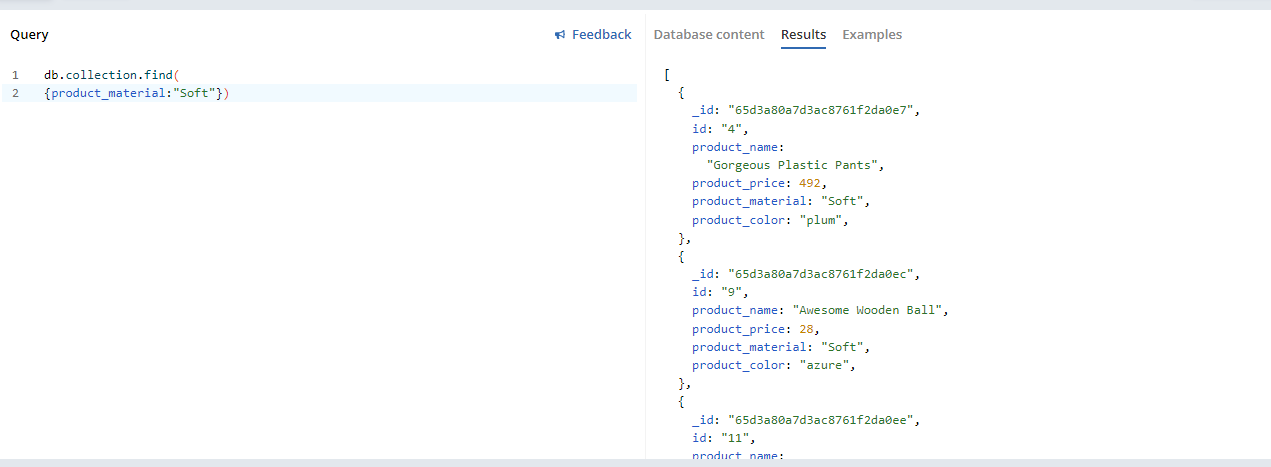 Query
Feedback
Database content
Results
Examples
1 db.collection.find(
2 {product_material:"Soft"})
[
{
_id: "65d3a80a7d3ac8761f2da0e7",
id: "4",
product_name:
"Gorgeous Plastic Pants",
product_price: 492,
product_material: "Soft",
product_color: "plum",
},
{
_id: "65d3a80a7d3ac8761f2da0ec",
id: "9",
product_name: "Awesome Wooden Ball",
product_price: 28,
product_material: "Soft",
product_color: "azure",
},
{
_id: "65d3a80a7d3ac8761f2da0ee",
id: "11",
product_name: